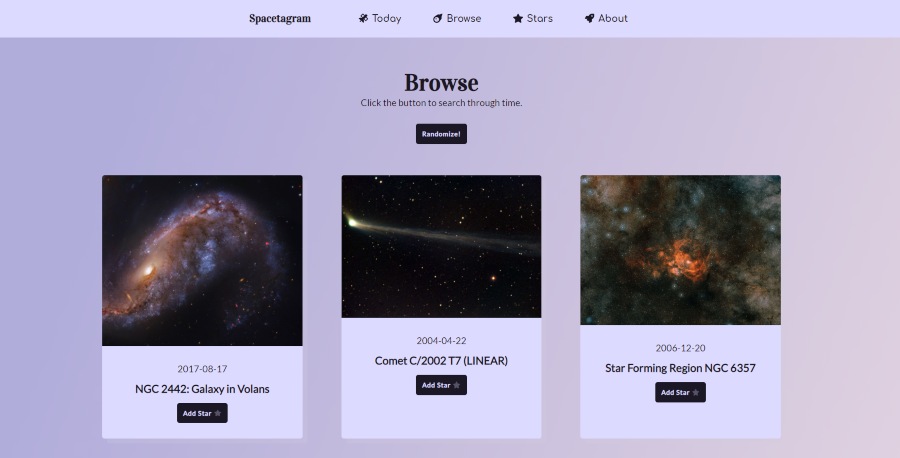 Spacetagram Today Browse Stars About
Browse
Click the button to search through time.
Randomize!
2017-08-17
NGC 2442: Galaxy in Volans
Add Star
2004-04-22
Comet C/2002 T7 (LINEAR)
Add Star
2006-12-20
Star Forming Region NGC 6357
Add Star